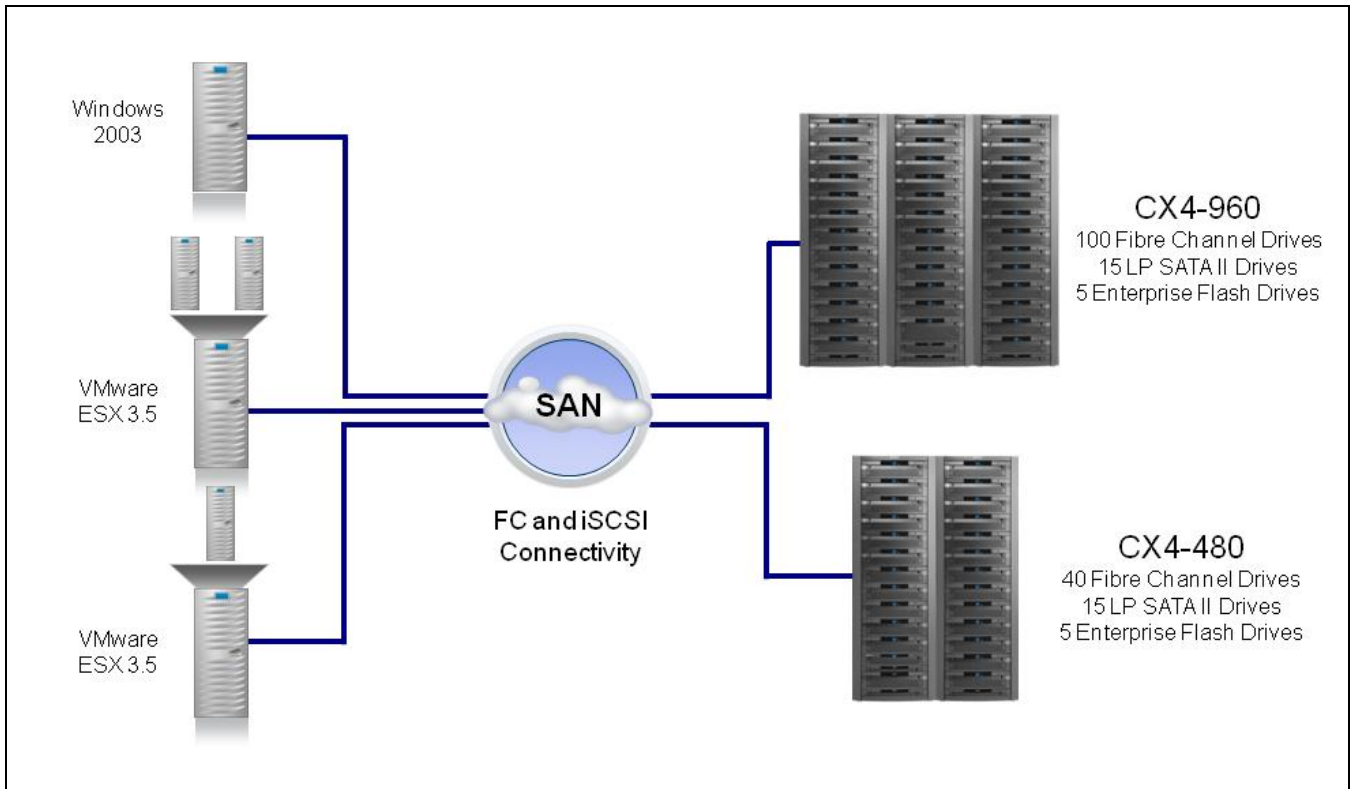 Windows
2003
VMware
ESX 3.5
VMware
ESX 3.5
SAN
FC and iSCSI
Connectivity
CX4-960
100 Fibre Channel Drives
15 LP SATA II Drives
5 Enterprise Flash Drives
CX4-480
40 Fibre Channel Drives
15 LP SATA II Drives
5 Enterprise Flash Drives